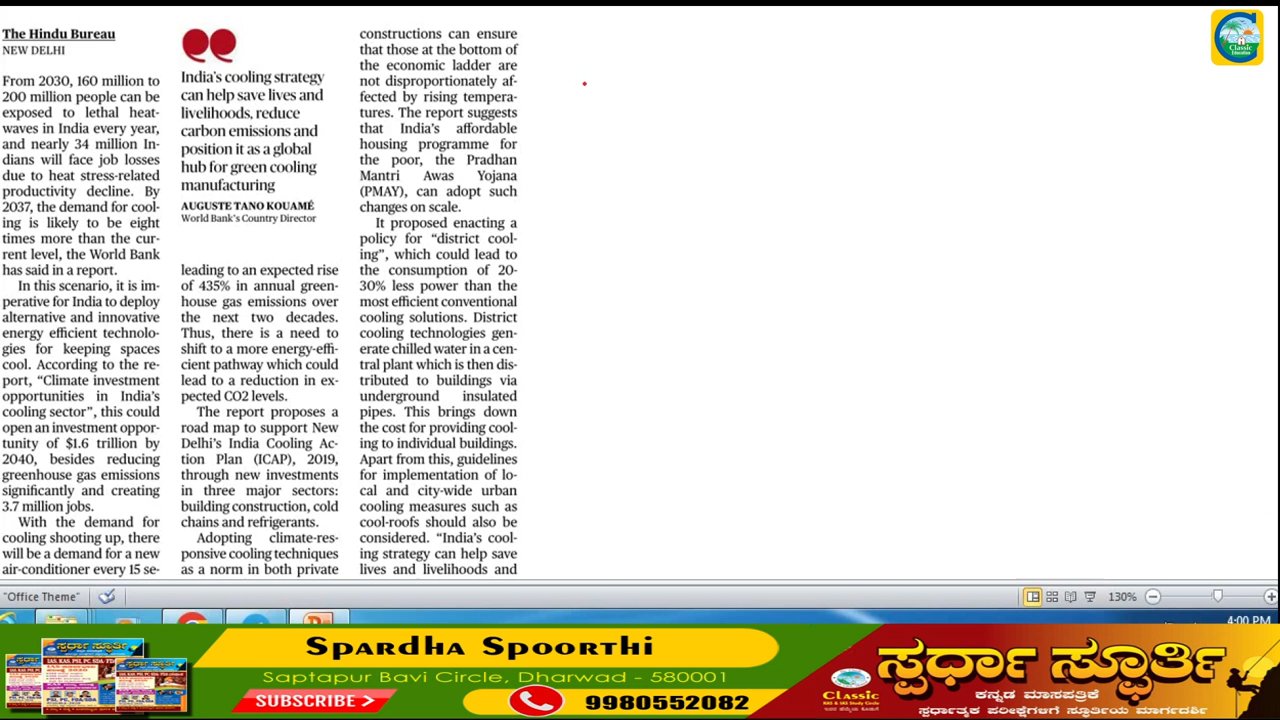 The Hindu Bureau
NEW DELHI
From 2030, 160 million to
200 million people can be
exposed to lethal heat-
waves in India every year,
and nearly 34 million In-
dians will face job losses
due to heat stress-related
productivity decline. By
2037, the demand for cool-
ing is likely to be eight
times more than the cur-
rent level, the World Bank
has said in a report.
In this scenario, it is im-
perative for India to deploy
alternative and innovative
energy efficient technolo-
gies for keeping spaces
cool. According to the re-
port, “Climate investment
opportunities in India’s
cooling sector”, this could
open an investment oppor-
tunity of $1.6 trillion by
2040, besides reducing
greenhouse gas emissions
significantly and creating
3.7 million jobs.
With the demand for
cooling shooting up, there
will be a demand for a new
air-conditioner every 15 se-
India’s cooling strategy
can help save lives and
livelihoods, reduce
carbon emissions and
position it as a global
hub for green cooling
manufacturing
AUGUSTE TANO KOUAMÉ
World Bank’s Country Director
leading to an expected rise
of 435% in annual green-
house gas emissions over
the next two decades.
Thus, there is a need to
shift to a more energy-effi-
cient pathway which could
lead to a reduction in ex-
pected CO2 levels.
The report proposes a
road map to support New
Delhi’s India Cooling Ac-
tion Plan (ICAP), 2019,
through new investments
in three major sectors:
building construction, cold
chains and refrigerants.
Adopting climate-res-
ponsive cooling techniques
as a norm in both private
constructions can ensure
that those at the bottom of
the economic ladder are
not disproportionately af-
fected by rising tempera-
tures. The report suggests
that India’s affordable
housing programme for
the poor, the Pradhan
Mantri Awas Yojana
(PMAY), can adopt such
changes on scale.
It proposed enacting a
policy for “district cool-
ing”, which could lead to
the consumption of 20-
30% less power than the
most efficient conventional
cooling solutions. District
cooling technologies gen-
erate chilled water in a cen-
tral plant which is then dis-
tributed to buildings via
underground insulated
pipes. This brings down
the cost for providing cool-
ing to individual buildings.
Apart from this, guidelines
for implementation of lo-
cal and city-wide urban
cooling measures such as
cool-roofs should also be
considered. “India’s cool-
ing strategy can help save
lives and livelihoods and
Classic
Education
"Office Theme"
130%
4:00 PM
Spardha Spoorthi
Saptapur Bavi Circle, Dharwad - 580001
SUBSCRIBE
9980552082
Classic
ಸ್ಪರ್ಧಾ ಸ್ಫೂರ್ತಿ
ಕನ್ನಡ ಮಾಸಪತ್ರಿಕೆ
ಸ್ಪರ್ಧಾತ್ಮಕ ಪರೀಕ್ಷೆಗಳಿಗೆ ಸ್ಫೂರ್ತಿಯ ಮಾರ್ಗದರ್ಶಿ